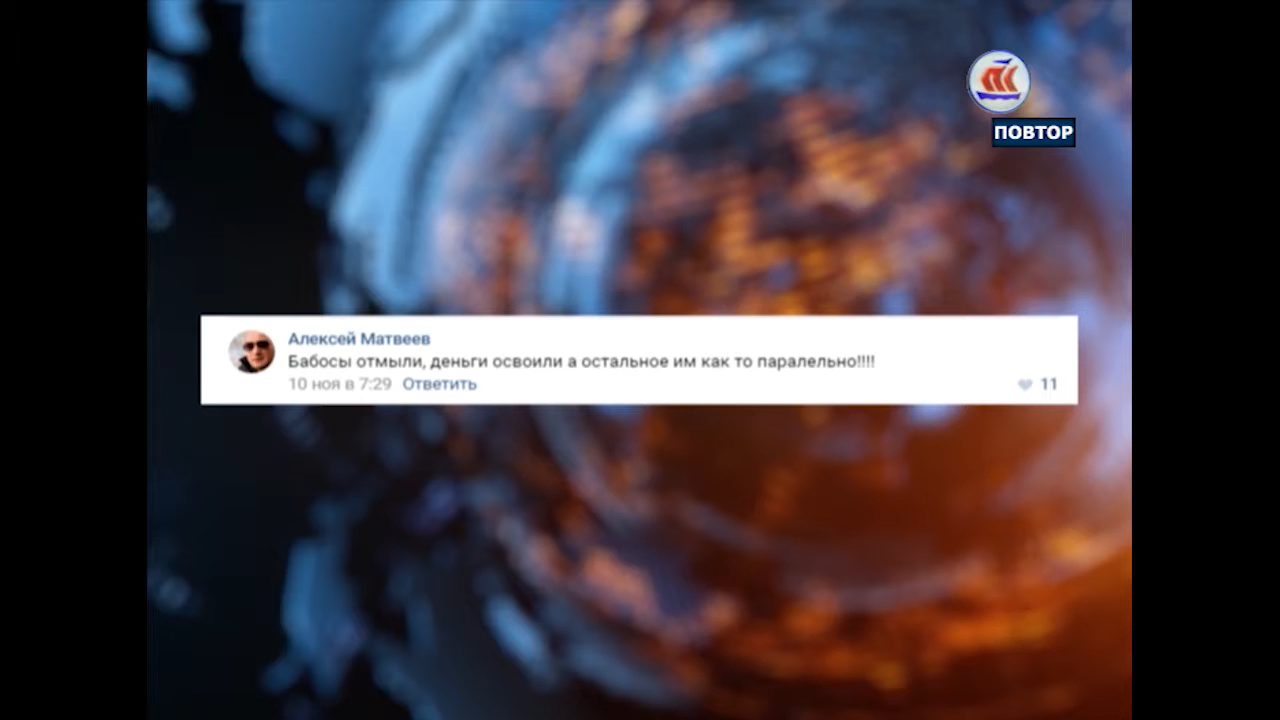 ПОВТОР
Алексей Матвеев
Бабосы отмыли, деньги освоили а остальное им как то паралельно!!!!
10 ноя в 7:29 Ответить
11